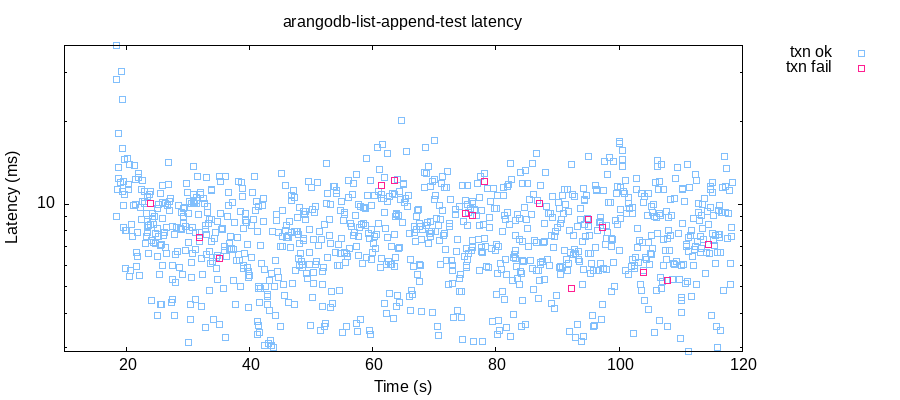 arangodb-list-append-test latency
txn ok
txn fail
Latency (ms)
10
20 40 60 80 100 120
Time (s)